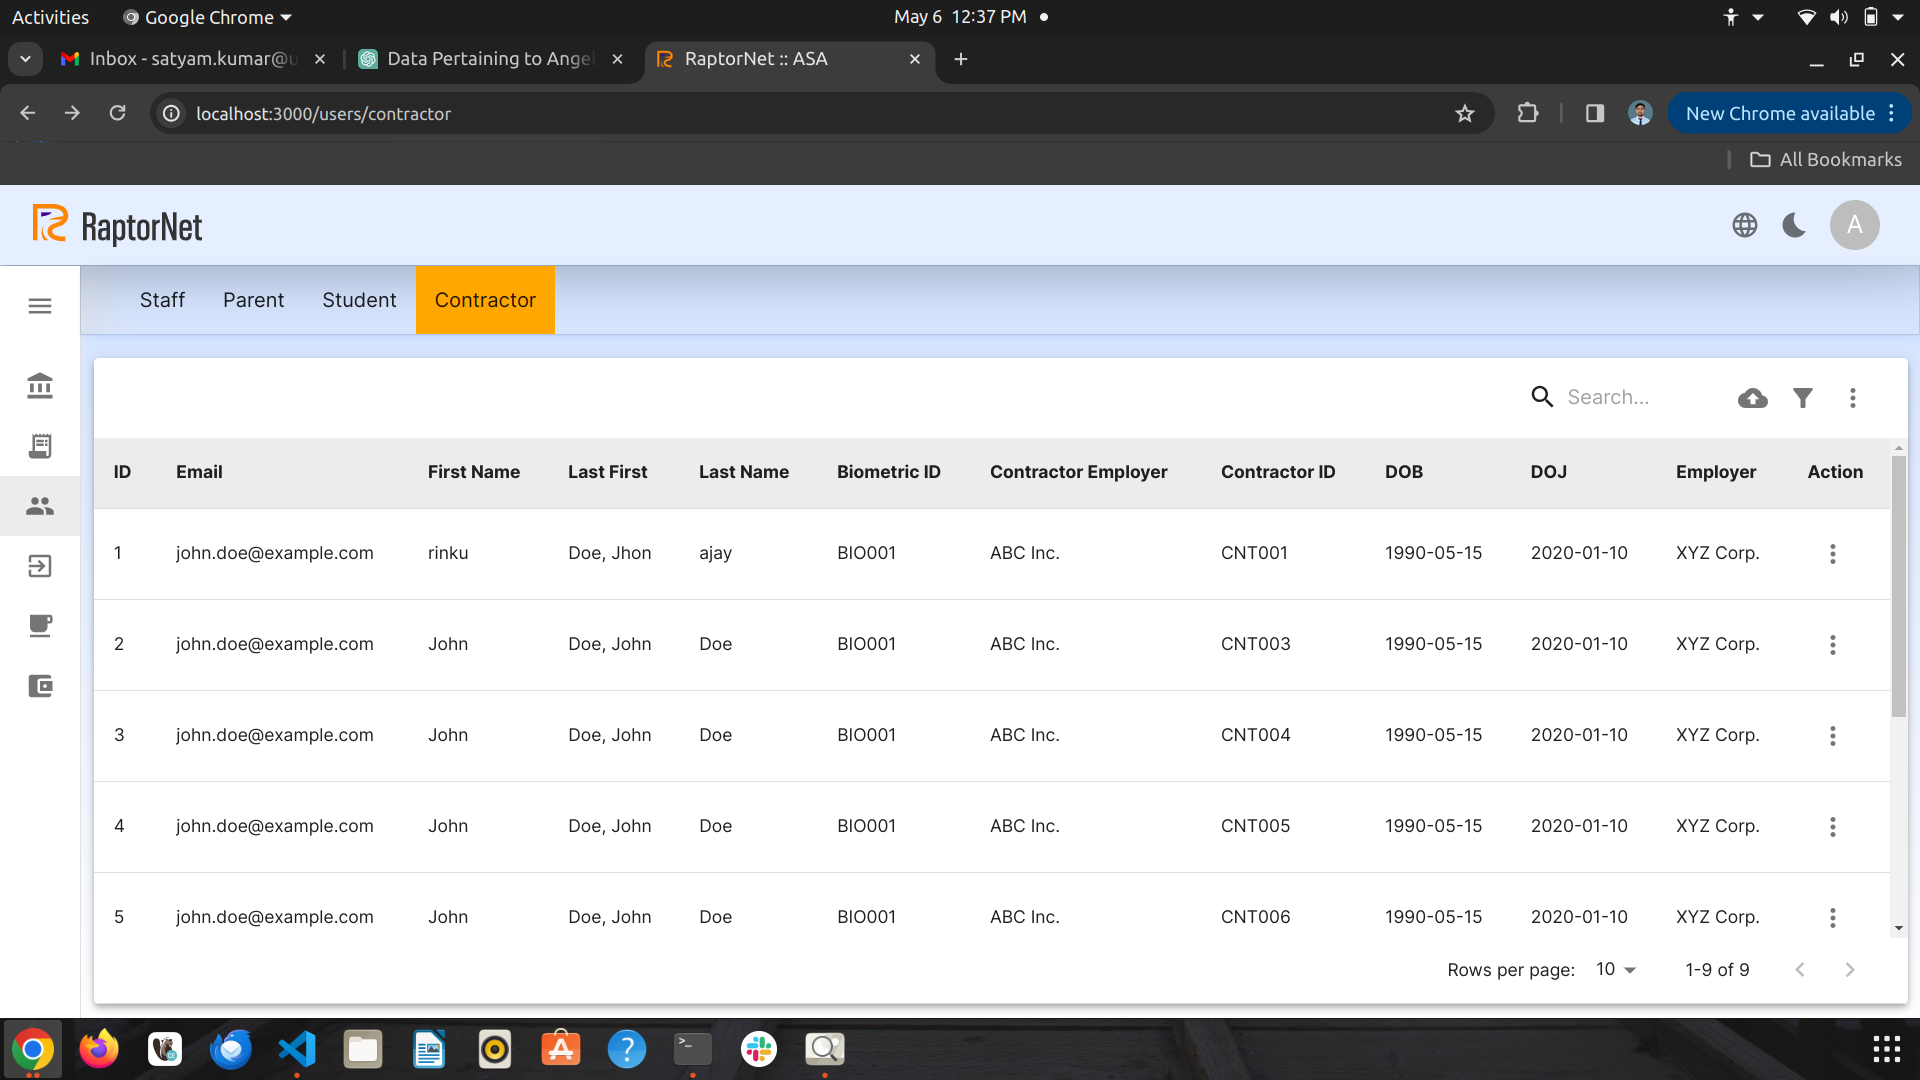 Activities Google Chrome May 6 12:37 PM
Inbox - satyam.kumar@u Data Pertaining to Angel RaptorNet :: ASA
localhost:3000/users/contractor New Chrome available
All Bookmarks
RaptorNet A
Staff Parent Student Contractor
Search...
ID Email First Name Last First Last Name Biometric ID Contractor Employer Contractor ID DOB DOJ Employer Action
1 john.doe@example.com rinku Doe, Jhon ajay BIO001 ABC Inc. CNT001 1990-05-15 2020-01-10 XYZ Corp.
2 john.doe@example.com John Doe, John Doe BIO001 ABC Inc. CNT003 1990-05-15 2020-01-10 XYZ Corp.
3 john.doe@example.com John Doe, John Doe BIO001 ABC Inc. CNT004 1990-05-15 2020-01-10 XYZ Corp.
4 john.doe@example.com John Doe, John Doe BIO001 ABC Inc. CNT005 1990-05-15 2020-01-10 XYZ Corp.
5 john.doe@example.com John Doe, John Doe BIO001 ABC Inc. CNT006 1990-05-15 2020-01-10 XYZ Corp.
Rows per page: 10 1-9 of 9